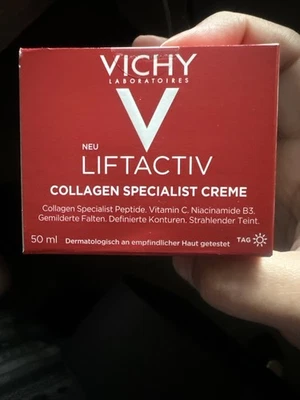 VICHY
LABORATOIRES
V
NEU
LIFTACTIV
COLLAGEN SPECIALIST CREME
Collagen Specialist Peptide. Vitamin C. Niacinamide B3.
Gemilderte Falten. Definierte Konturen. Strahlender Teint.
50 ml Dermatologisch an empfindlicher Haut getestet TAG